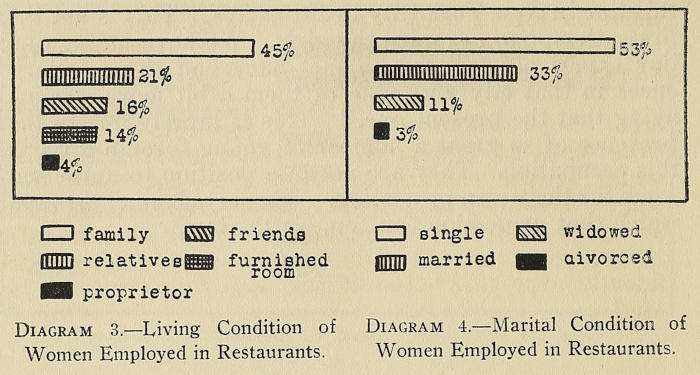 45%
21%
16%
14%
4%
53%
33%
11%
3%
family
friends
relatives
furnished
room
proprietor
single
widowed
married
divorced
DIAGRAM 3.—Living Condition of
Women Employed in Restaurants.
DIAGRAM 4.—Marital Condition of
Women Employed in Restaurants.